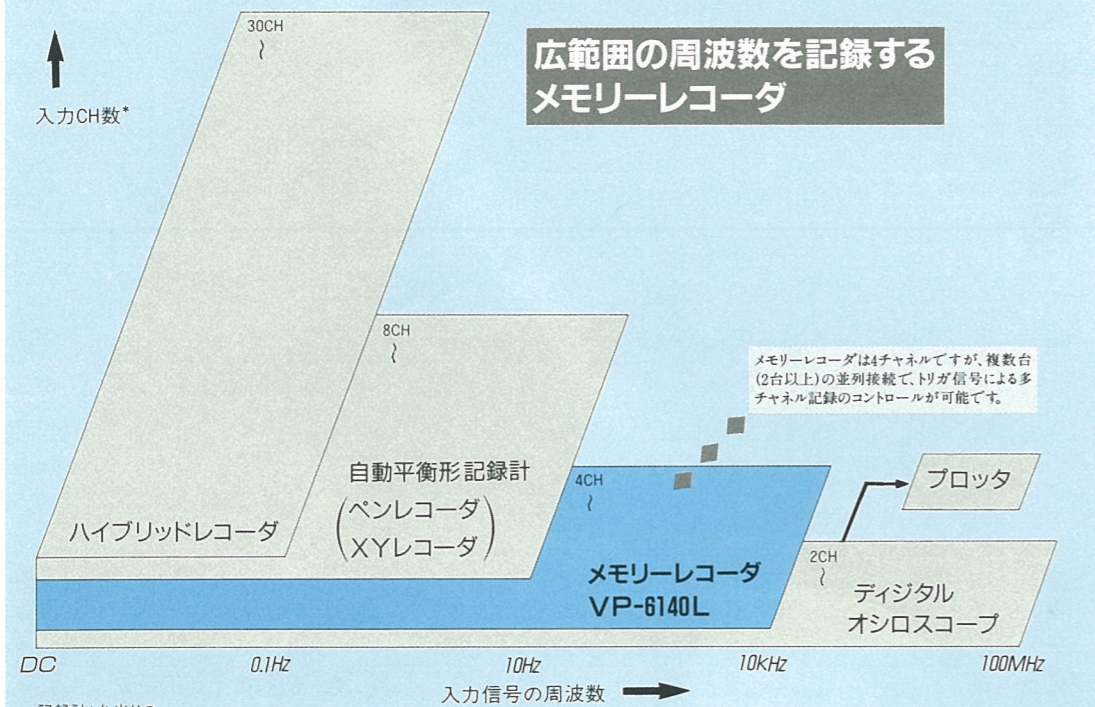 30CH
〜
入力CH数*
広範囲の周波数を記録する
メモリーレコーダ
8CH
〜
メモリーレコーダは4チャネルですが、複数台
(2台以上)の並列接続で、トリガ信号による多
チャネル記録のコントロールが可能です。
ハイブリッドレコーダ
自動平衡形記録計
(ペンレコーダ
XYレコーダ)
4CH
〜
プロッタ
メモリーレコーダ
VP-6140L
2CH
〜
ディジタル
オシロスコープ
DC 0.1Hz 10Hz 10kHz 100MHz
入力信号の周波数